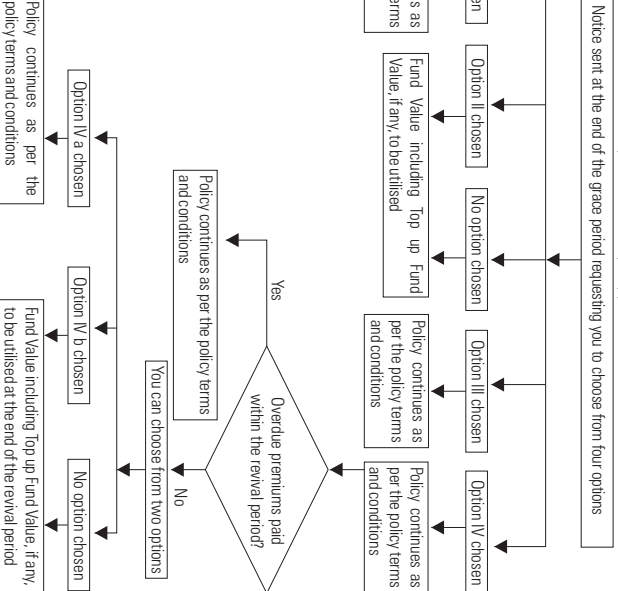 Notice sent at the end of the grace period requesting you to choose from four options
Option II chosen
No option chosen
Option III chosen
Option IV chosen
s as
erms
Fund Value including Top up Fund
Value, if any, to be utilised
Policy continues as
per the policy terms
and conditions
Policy continues as
per the policy terms
and conditions
Overdue premiums paid
within the revival period?
Yes
No
Policy continues as per the policy terms
and conditions
You can choose from two options
Option IV a chosen
Option IV b chosen
No option chosen
Policy continues as per the
policy terms and conditions
Fund Value including Top up Fund Value, if any,
to be utilised at the end of the revival period